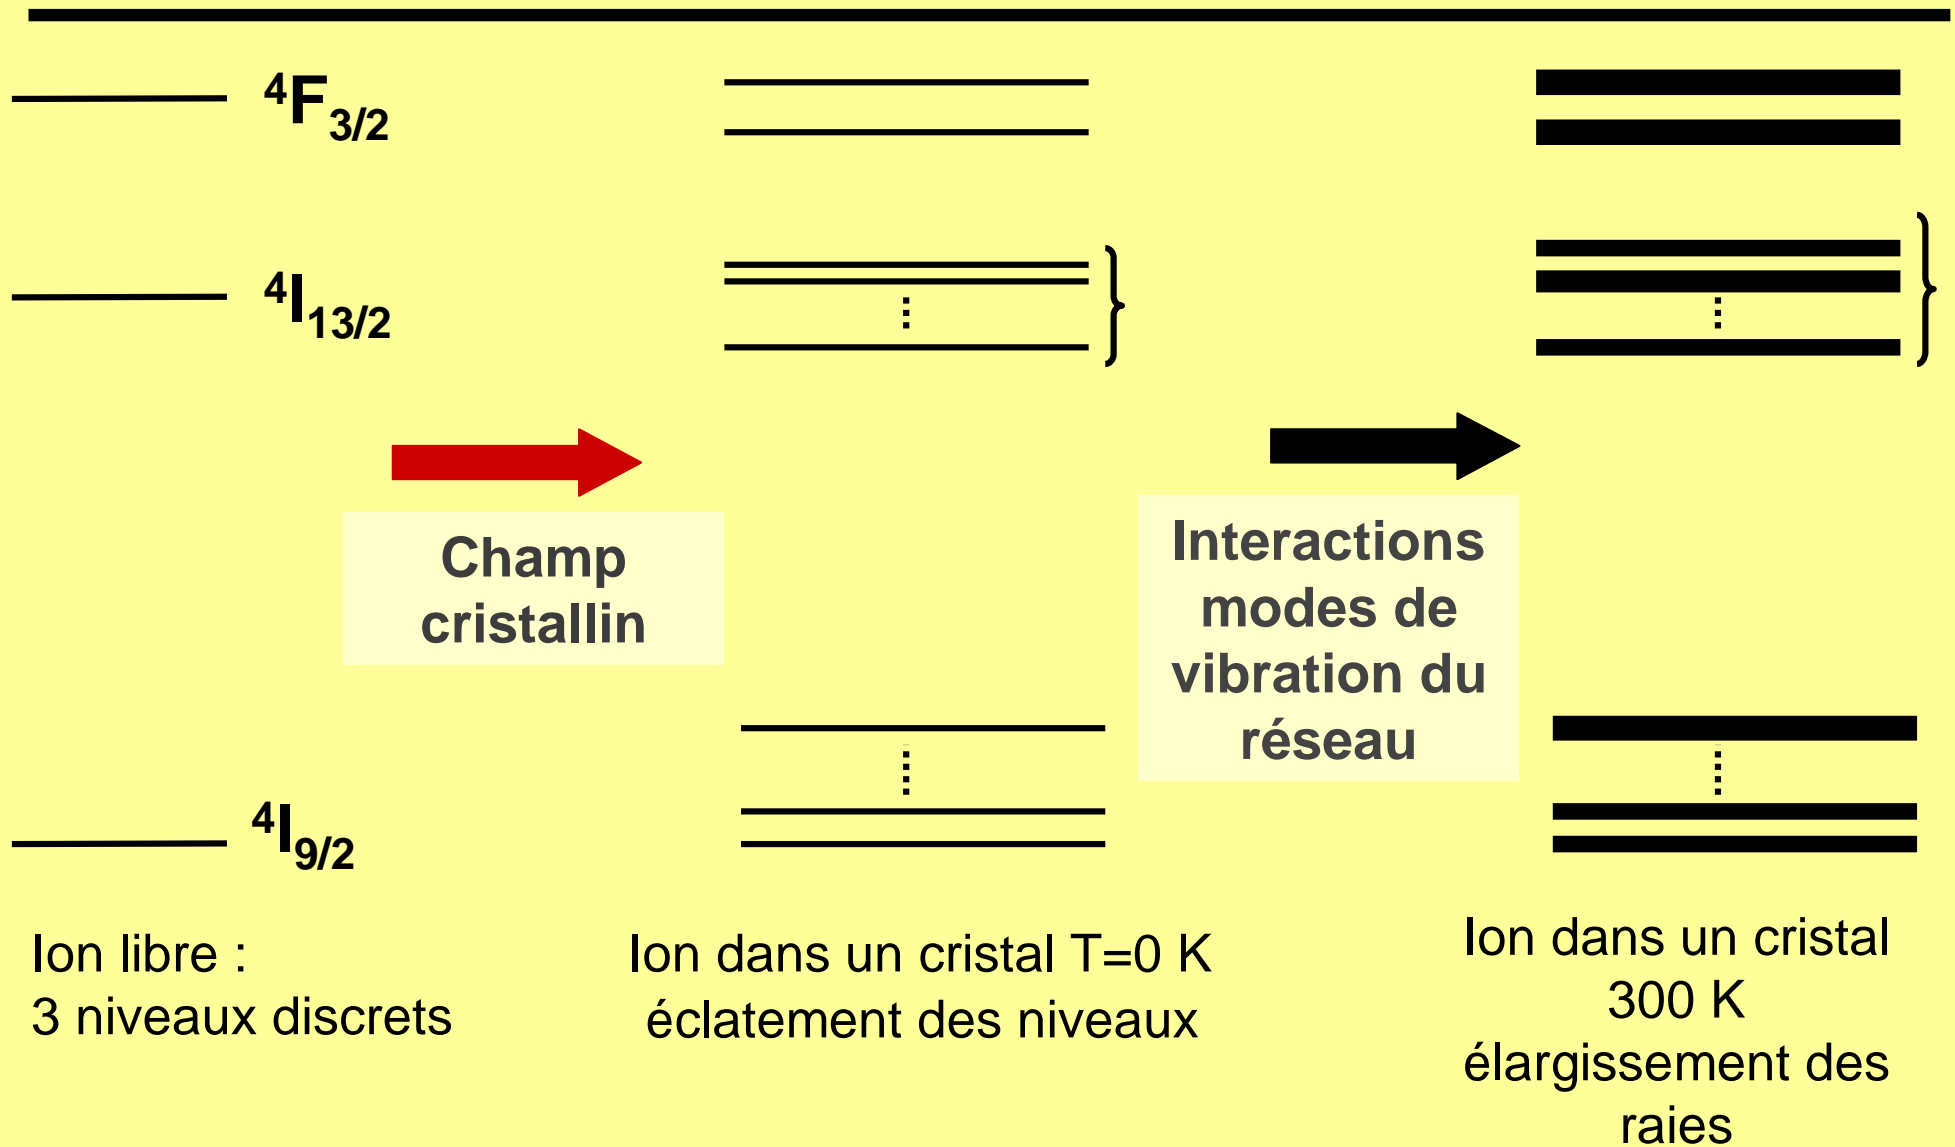 ⁴F₃/₂
⁴I₁₃/₂
Champ
cristallin
Interactions
modes de
vibration du
réseau
⁴I₉/₂
Ion libre :
3 niveaux discrets
Ion dans un cristal T=0 K
éclatement des niveaux
Ion dans un cristal
300 K
élargissement des
raies